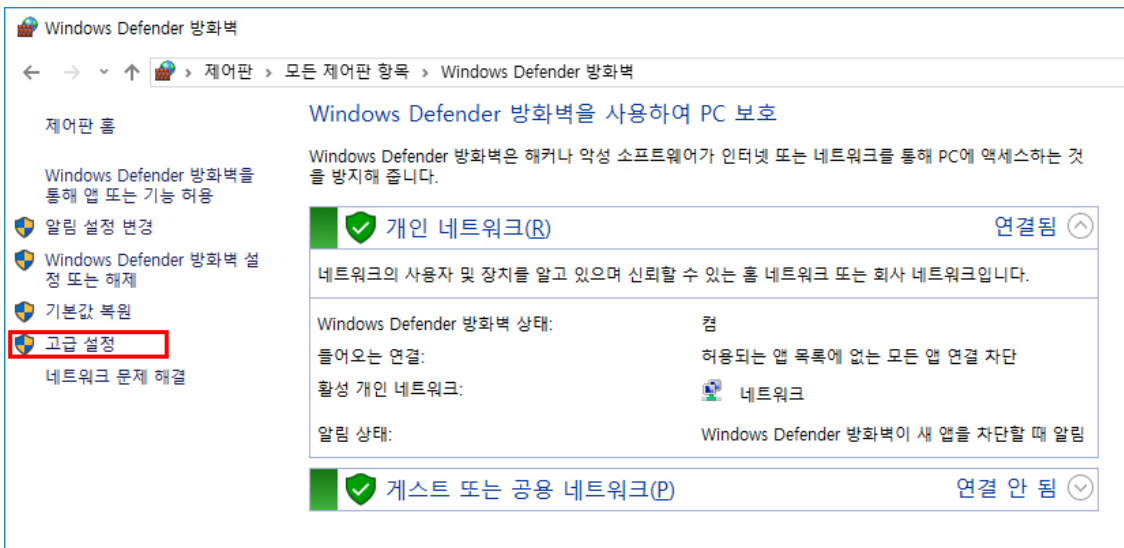 Windows Defender 방화벽
제어판 › 모든 제어판 항목 › Windows Defender 방화벽
제어판 홈
Windows Defender 방화벽을
통해 앱 또는 기능 허용
알림 설정 변경
Windows Defender 방화벽 설
정 또는 해제
기본값 복원
고급 설정
네트워크 문제 해결
Windows Defender 방화벽을 사용하여 PC 보호
Windows Defender 방화벽은 해커나 악성 소프트웨어가 인터넷 또는 네트워크를 통해 PC에 액세스하는 것
을 방지해 줍니다.
개인 네트워크(R) 연결됨
네트워크의 사용자 및 장치를 알고 있으며 신뢰할 수 있는 홈 네트워크 또는 회사 네트워크입니다.
Windows Defender 방화벽 상태: 켬
들어오는 연결: 허용되는 앱 목록에 없는 모든 앱 연결 차단
활성 개인 네트워크: 네트워크
알림 상태: Windows Defender 방화벽이 새 앱을 차단할 때 알림
게스트 또는 공용 네트워크(P) 연결 안 됨